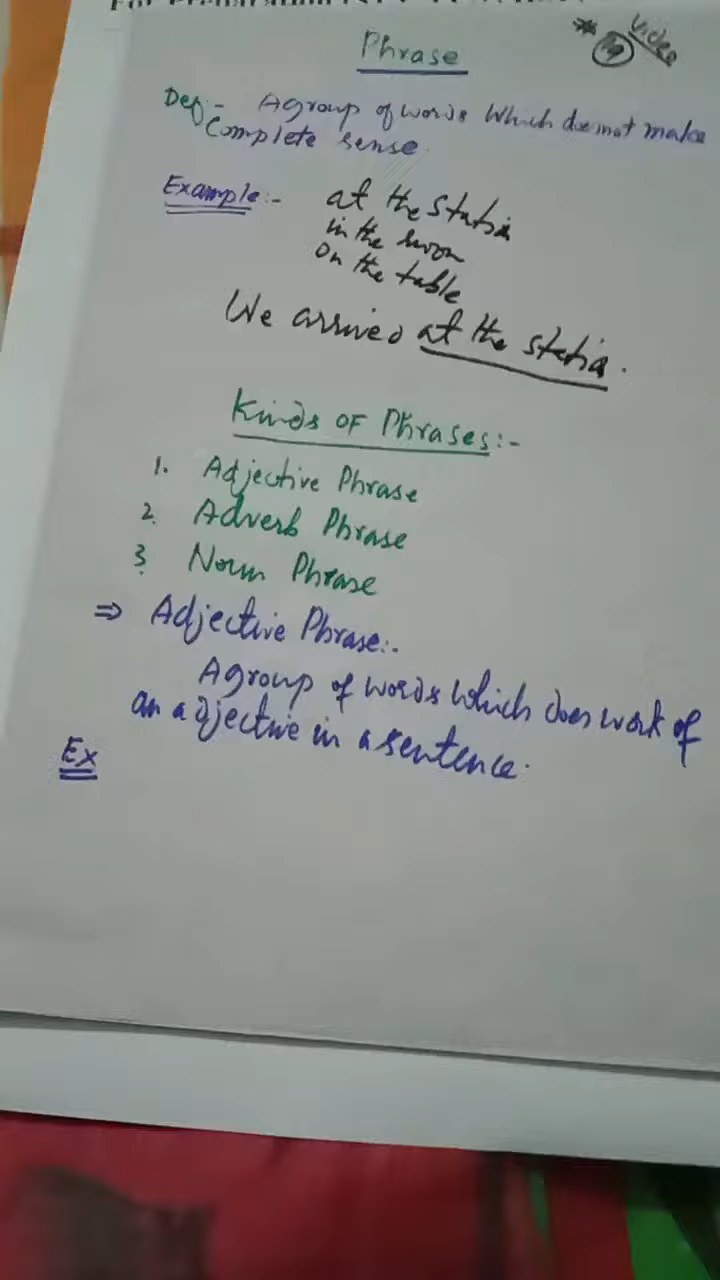 Phrase
* 19 Video
Def:- A group of words which does not make
Complete sense.
Example:- at the station
in the room
on the table
We arrived at the station.
Kinds of Phrases:-
1. Adjective Phrase
2. Adverb Phrase
3. Noun Phrase
⇒ Adjective Phrase:-
A group of words which does work of
an adjective in a sentence.
Ex